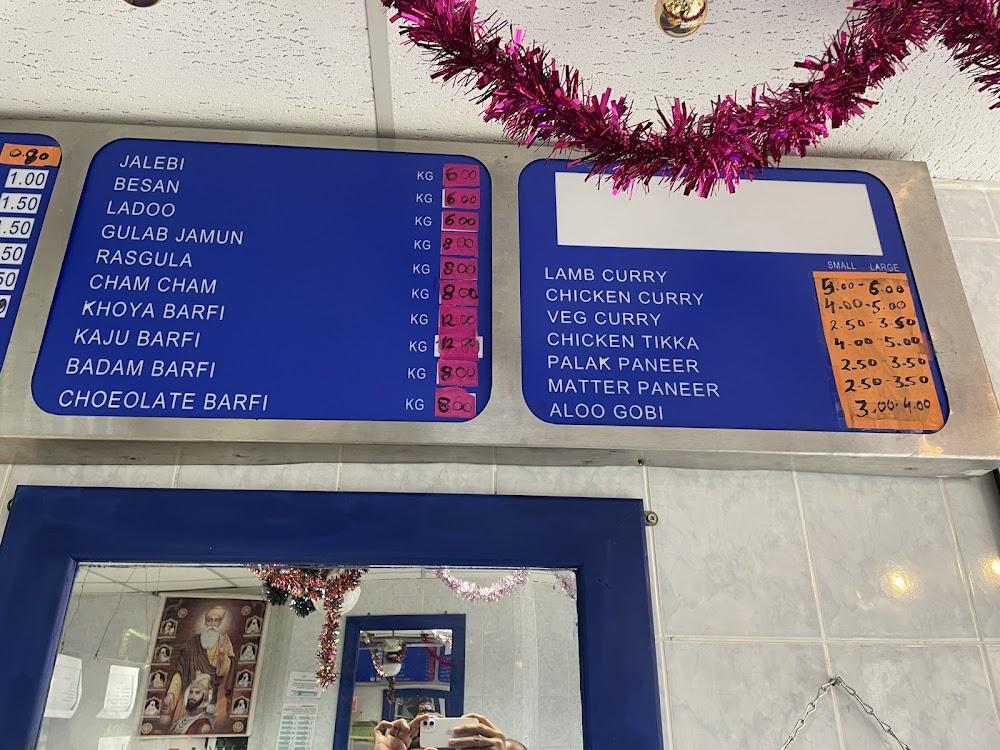 1.00
1.50
.50
50
50
JALEBI KG 6.00
BESAN KG 6.00
LADOO KG 6.00
GULAB JAMUN KG 8.00
RASGULA KG 8.00
CHAM CHAM KG 8.00
KHOYA BARFI KG 12.00
KAJU BARFI KG 12.00
BADAM BARFI KG 8.00
CHOEOLATE BARFI KG 8.00
SMALL LARGE
LAMB CURRY 5.00-6.00
CHICKEN CURRY 4.00-5.00
VEG CURRY 2.50-3.50
CHICKEN TIKKA 4.00-5.00
PALAK PANEER 2.50-3.50
MATTER PANEER 2.50-3.50
ALOO GOBI 3.00-4.00